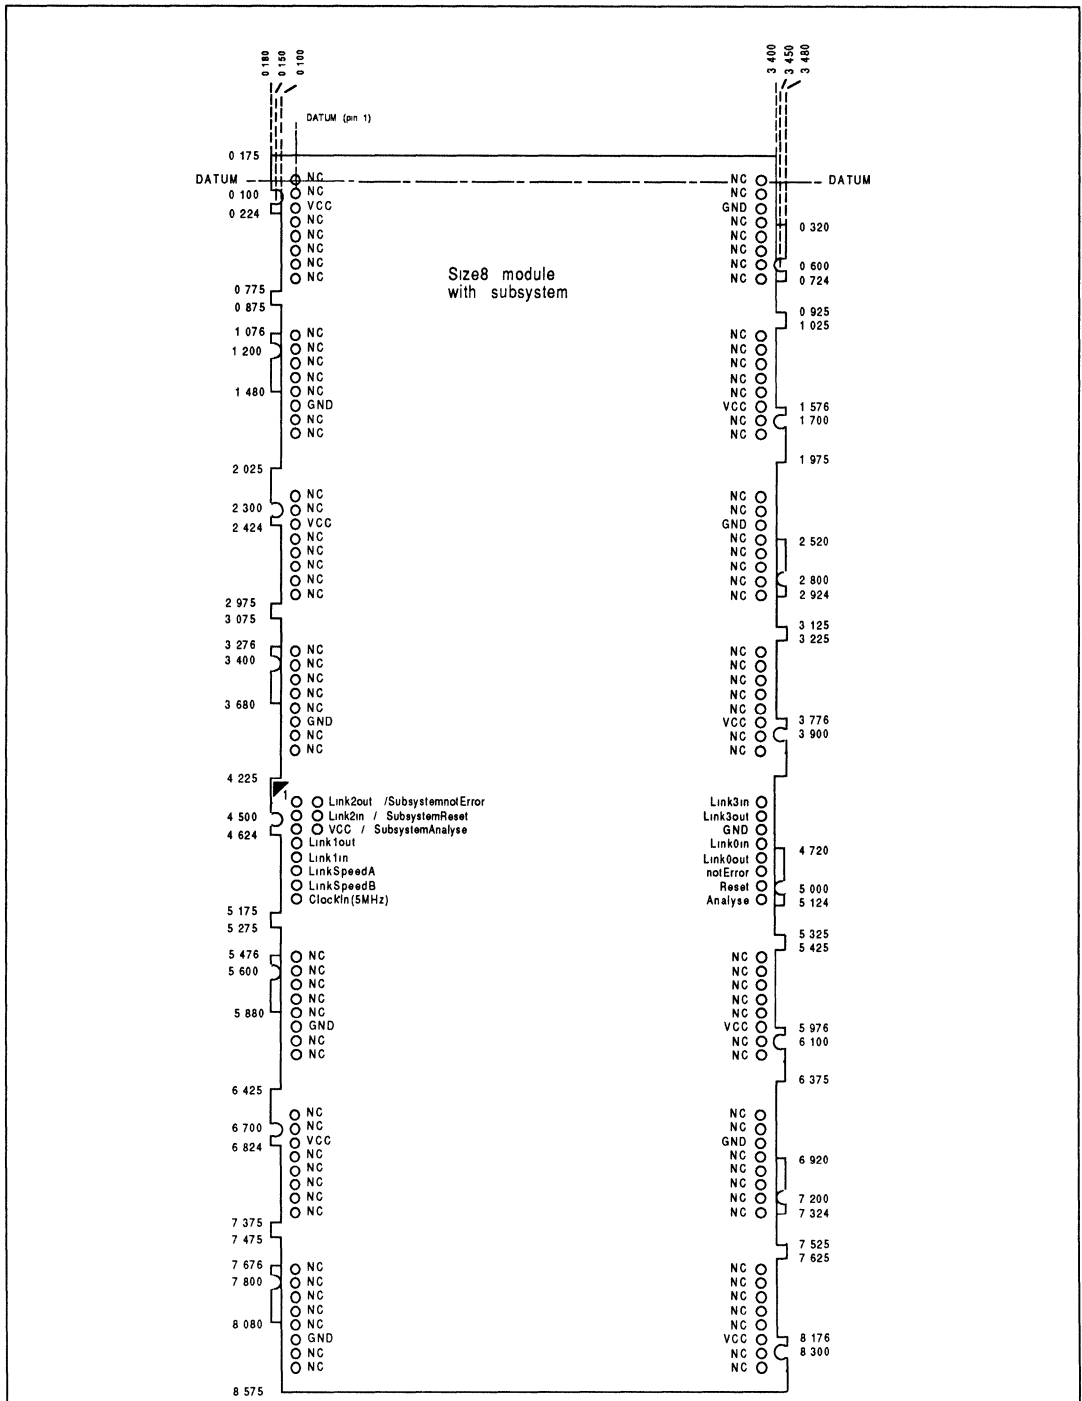 0 180
0 150
0 100
3 400
3 450
3 480
DATUM (pin 1)
0 175
DATUM
NC
NC
DATUM
0 100
NC
NC
0 224
VCC
GND
NC
NC
0 320
NC
NC
NC
NC
NC
NC
0 600
NC
NC
0 724
Size8 module
with subsystem
0 775
0 875
0 925
1 025
1 076
NC
NC
1 200
NC
NC
NC
NC
NC
NC
1 480
NC
NC
GND
VCC
1 576
NC
NC
1 700
NC
NC
2 025
1 975
NC
NC
2 300
NC
NC
2 424
VCC
GND
NC
NC
2 520
NC
NC
NC
NC
NC
NC
2 800
NC
NC
2 924
2 975
3 075
3 125
3 225
3 276
NC
NC
3 400
NC
NC
NC
NC
NC
NC
3 680
NC
NC
GND
VCC
3 776
NC
NC
3 900
NC
NC
4 225
1
Link2out /SubsystemnotError
Link3in
4 500
Link2in / SubsystemReset
Link3out
4 624
VCC / SubsystemAnalyse
GND
Link1out
Link0in
4 720
Link1in
Link0out
LinkSpeedA
notError
LinkSpeedB
Reset
5 000
ClockIn(5MHz)
Analyse
5 124
5 175
5 275
5 325
5 425
5 476
NC
NC
5 600
NC
NC
NC
NC
NC
NC
5 880
NC
NC
GND
VCC
5 976
NC
NC
6 100
NC
NC
6 425
6 375
NC
NC
6 700
NC
NC
6 824
VCC
GND
NC
NC
6 920
NC
NC
NC
NC
NC
NC
7 200
NC
NC
7 324
7 375
7 475
7 525
7 625
7 676
NC
NC
7 800
NC
NC
NC
NC
NC
NC
8 080
NC
NC
GND
VCC
8 176
NC
NC
8 300
NC
NC
8 575